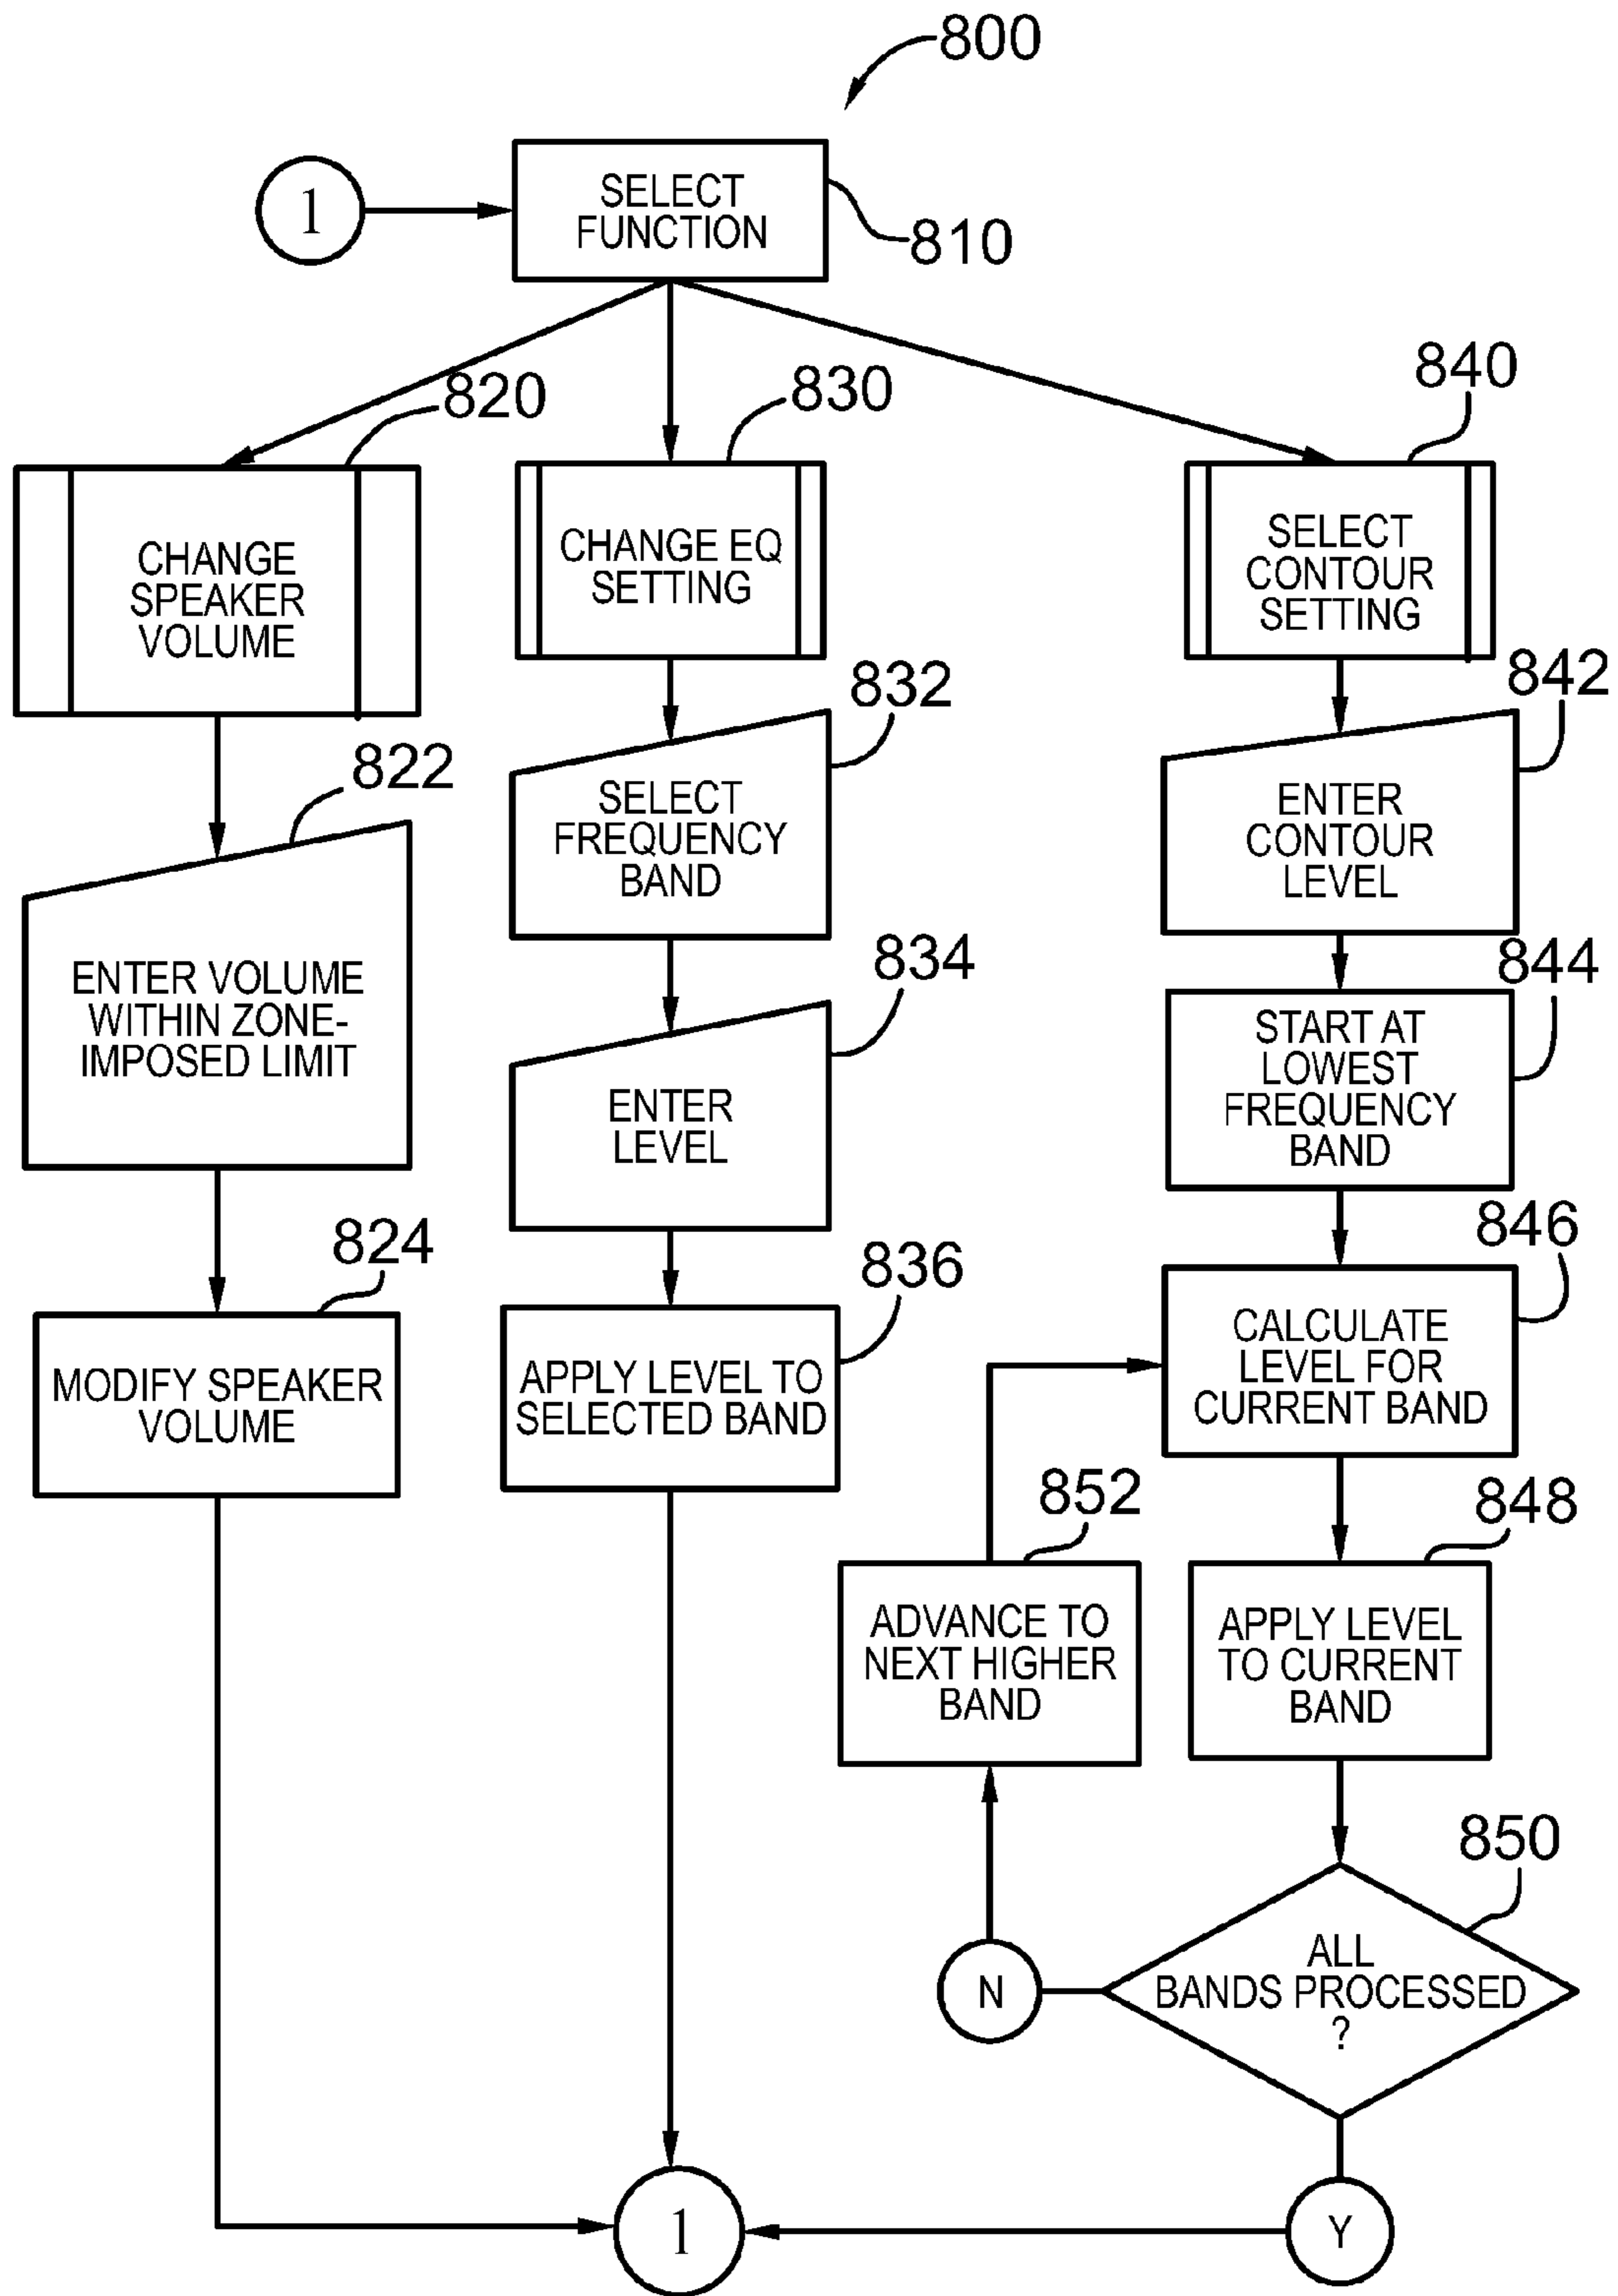 800
1
SELECT
FUNCTION
810
820
830
840
CHANGE
SPEAKER
VOLUME
CHANGE EQ
SETTING
SELECT
CONTOUR
SETTING
822
832
842
ENTER VOLUME
WITHIN ZONE-
IMPOSED LIMIT
SELECT
FREQUENCY
BAND
ENTER
CONTOUR
LEVEL
834
844
ENTER
LEVEL
START AT
LOWEST
FREQUENCY
BAND
824
836
846
MODIFY SPEAKER
VOLUME
APPLY LEVEL TO
SELECTED BAND
CALCULATE
LEVEL FOR
CURRENT BAND
852
848
ADVANCE TO
NEXT HIGHER
BAND
APPLY LEVEL
TO CURRENT
BAND
850
ALL
BANDS PROCESSED
?
N
Y
1